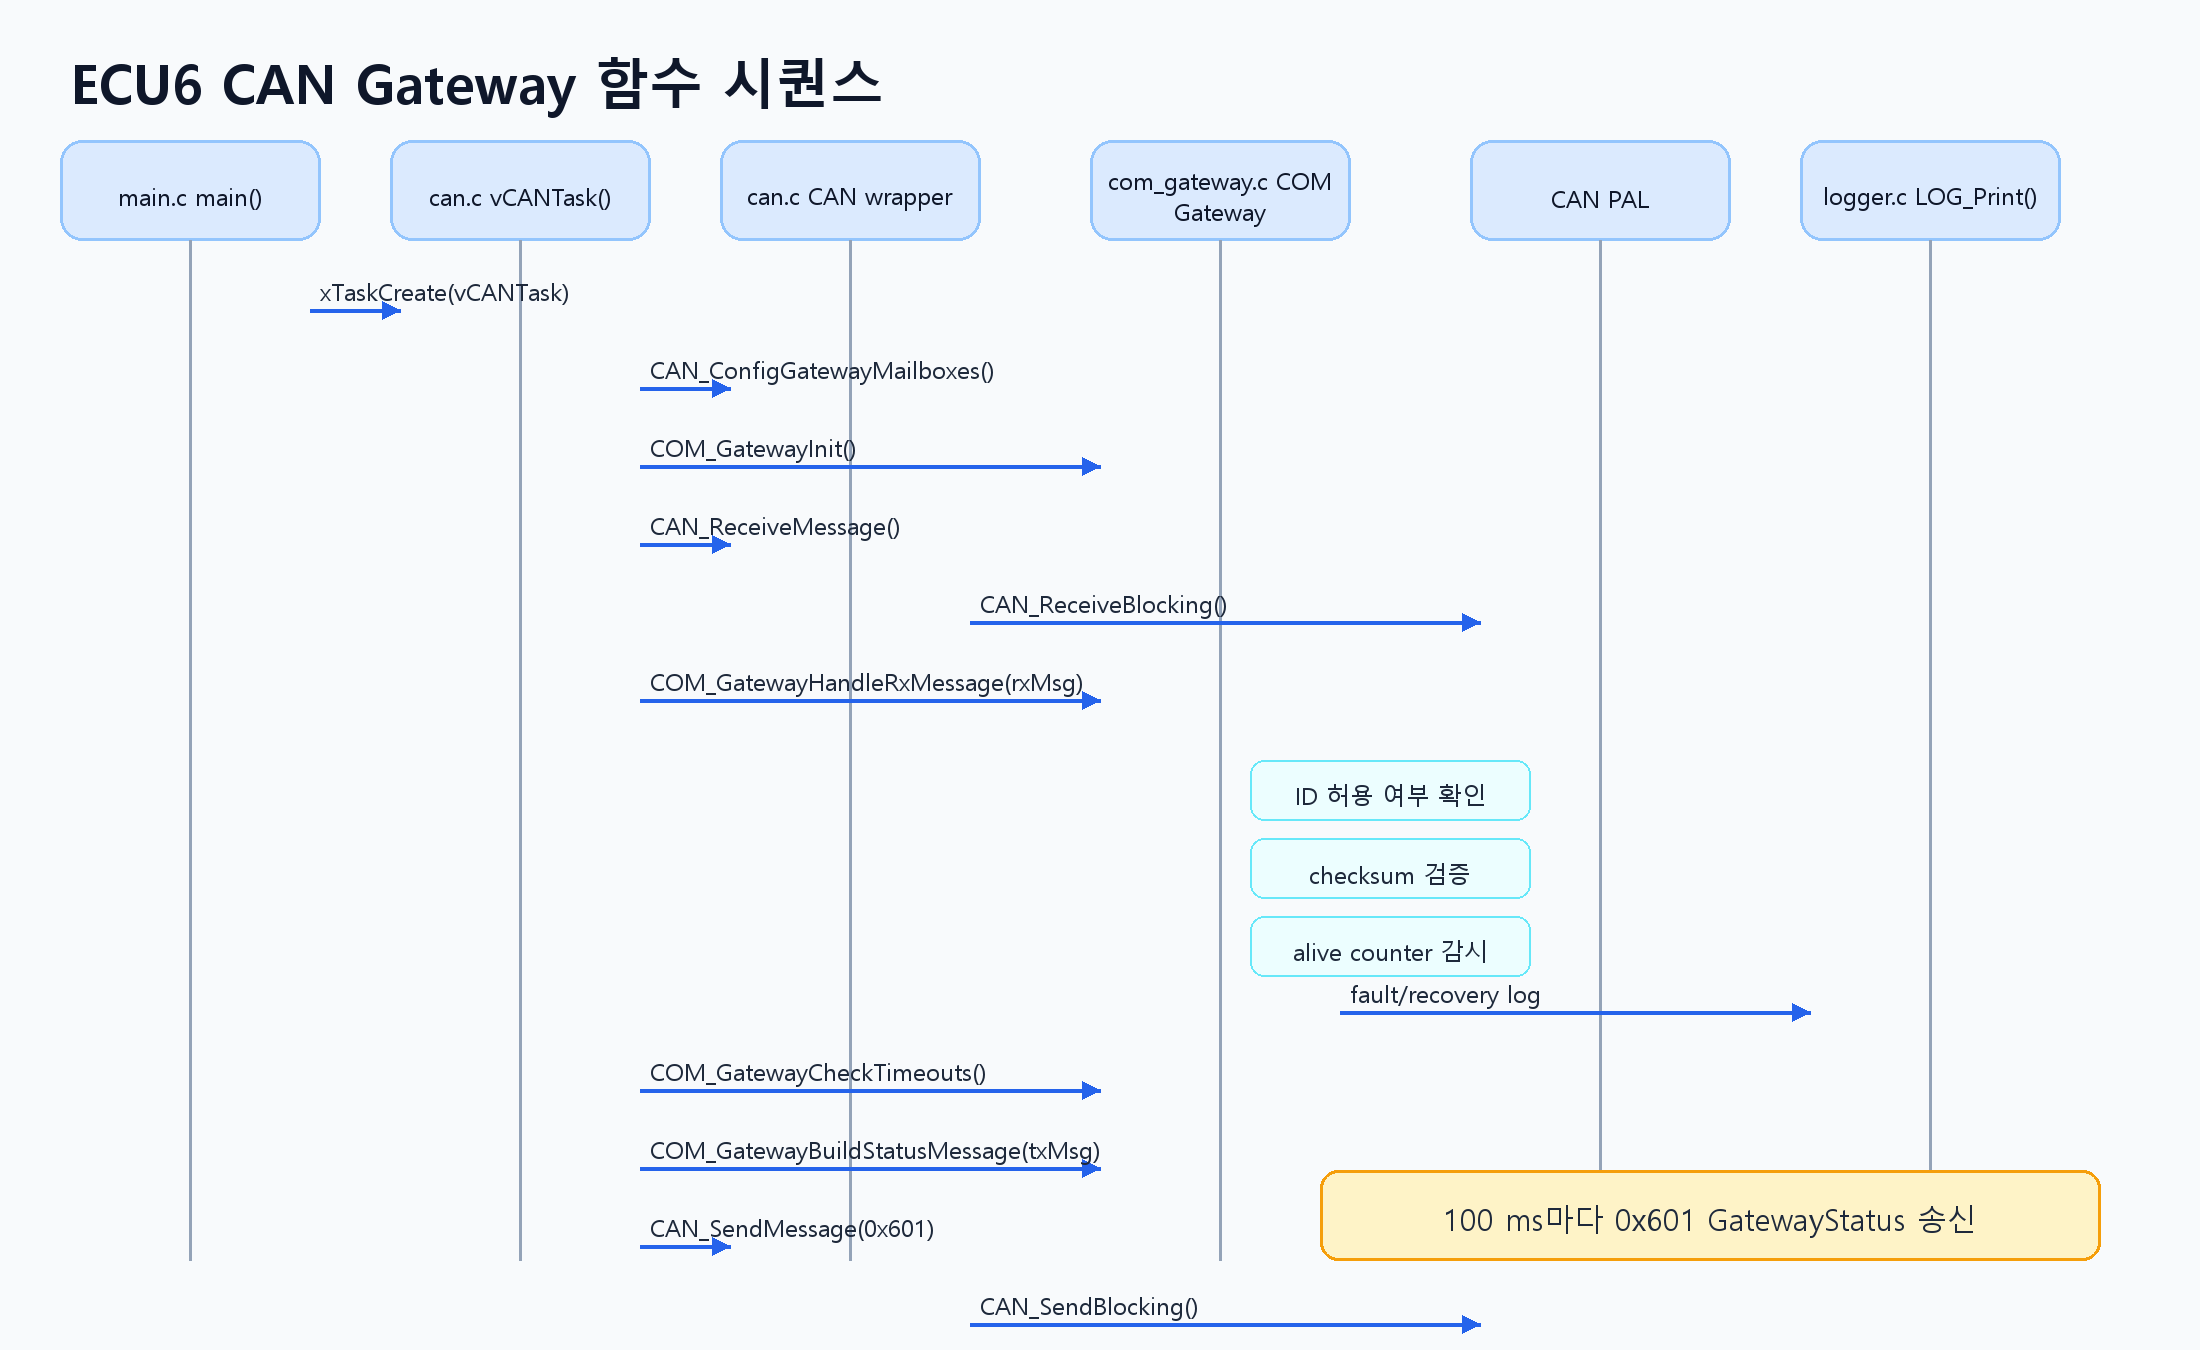 ECU6 CAN Gateway 함수 시퀀스
main.c main()
can.c vCANTask()
can.c CAN wrapper
com_gateway.c COM
Gateway
CAN PAL
logger.c LOG_Print()
xTaskCreate(vCANTask)
CAN_ConfigGatewayMailboxes()
COM_GatewayInit()
CAN_ReceiveMessage()
CAN_ReceiveBlocking()
COM_GatewayHandleRxMessage(rxMsg)
ID 허용 여부 확인
checksum 검증
alive counter 감시
fault/recovery log
COM_GatewayCheckTimeouts()
COM_GatewayBuildStatusMessage(txMsg)
100 ms마다 0x601 GatewayStatus 송신
CAN_SendMessage(0x601)
CAN_SendBlocking()